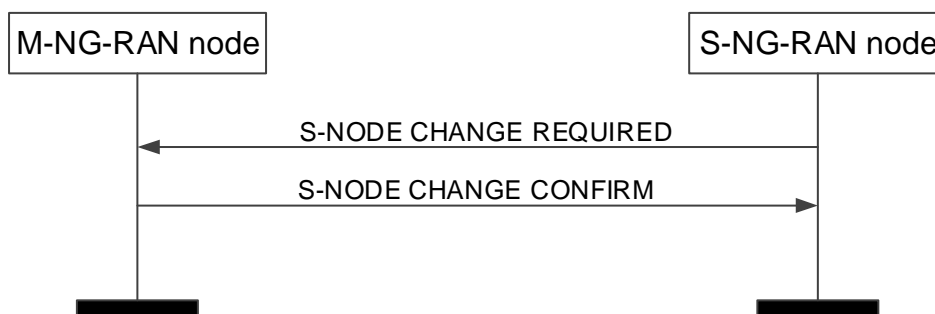 M-NG-RAN node
S-NG-RAN node
S-NODE CHANGE REQUIRED
S-NODE CHANGE CONFIRM